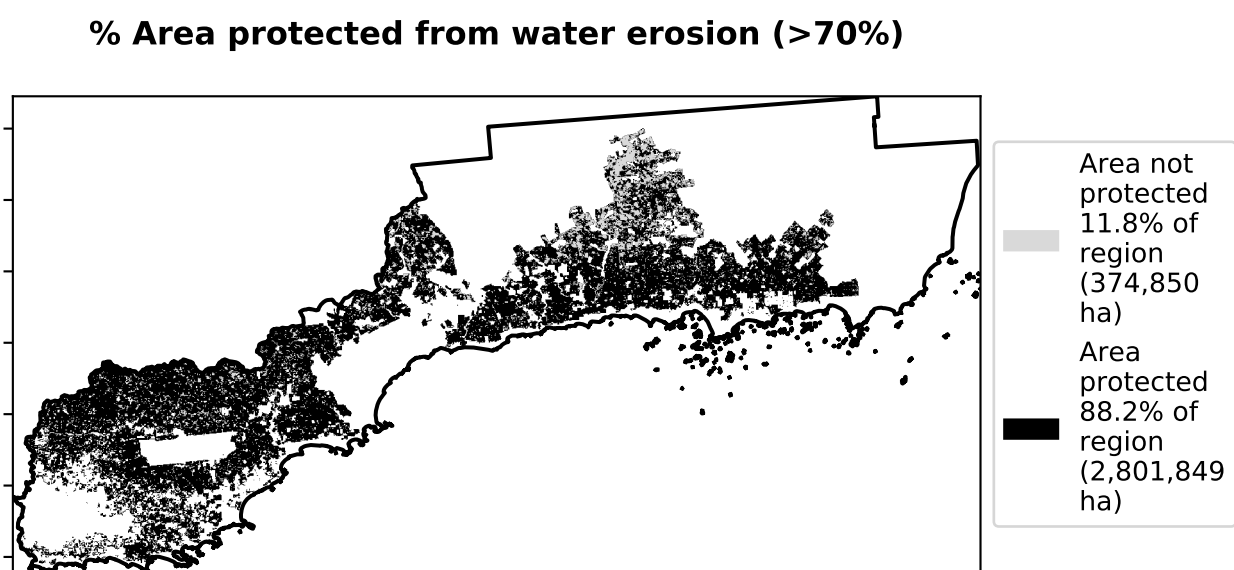 % Area protected from water erosion (>70%)
Area not
protected
11.8% of
region
(374,850
ha)
Area
protected
88.2% of
region
(2,801,849
ha)